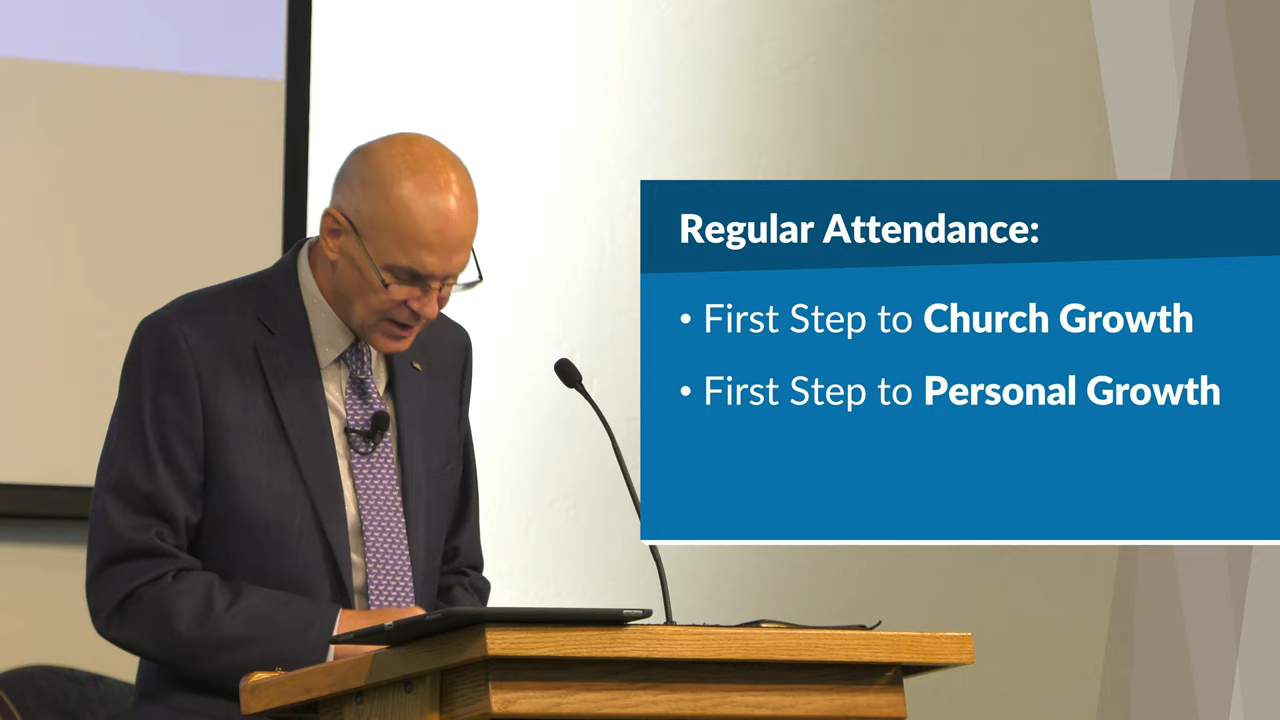 Regular Attendance:
• First Step to Church Growth
• First Step to Personal Growth